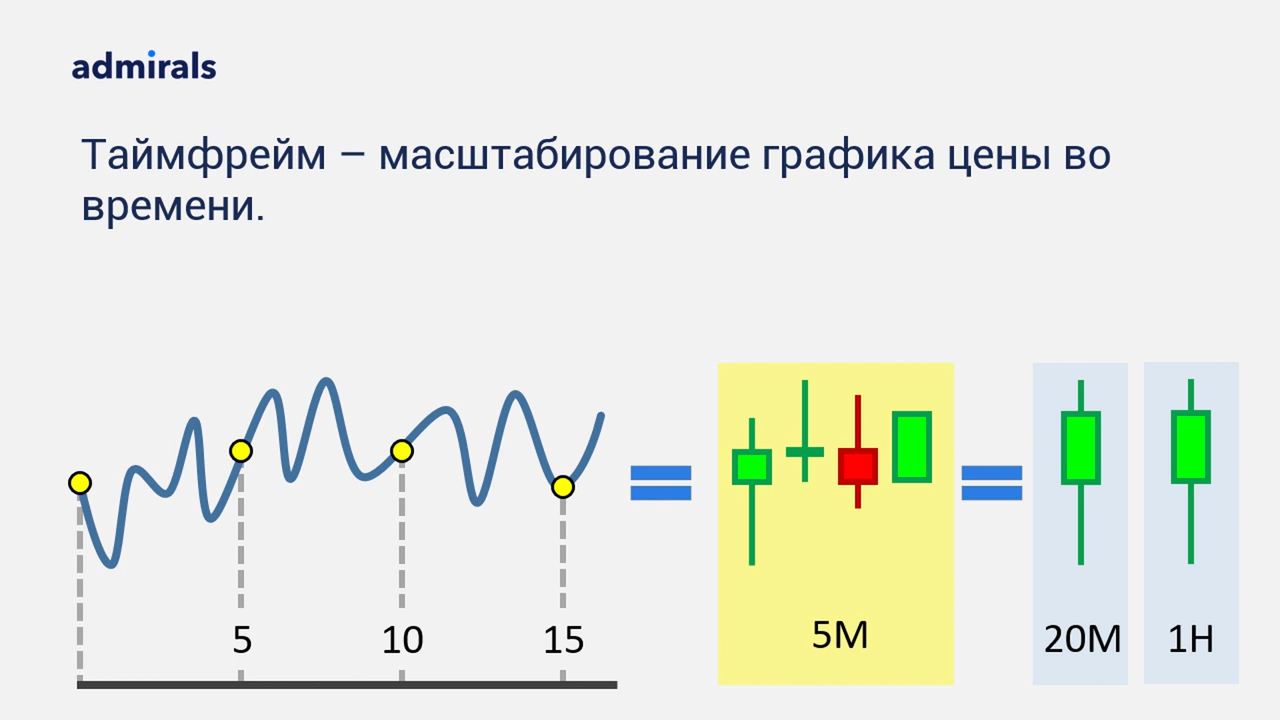 admirals
Таймфрейм – масштабирование графика цены во
времени.
5
10
15
5M
20M
1H